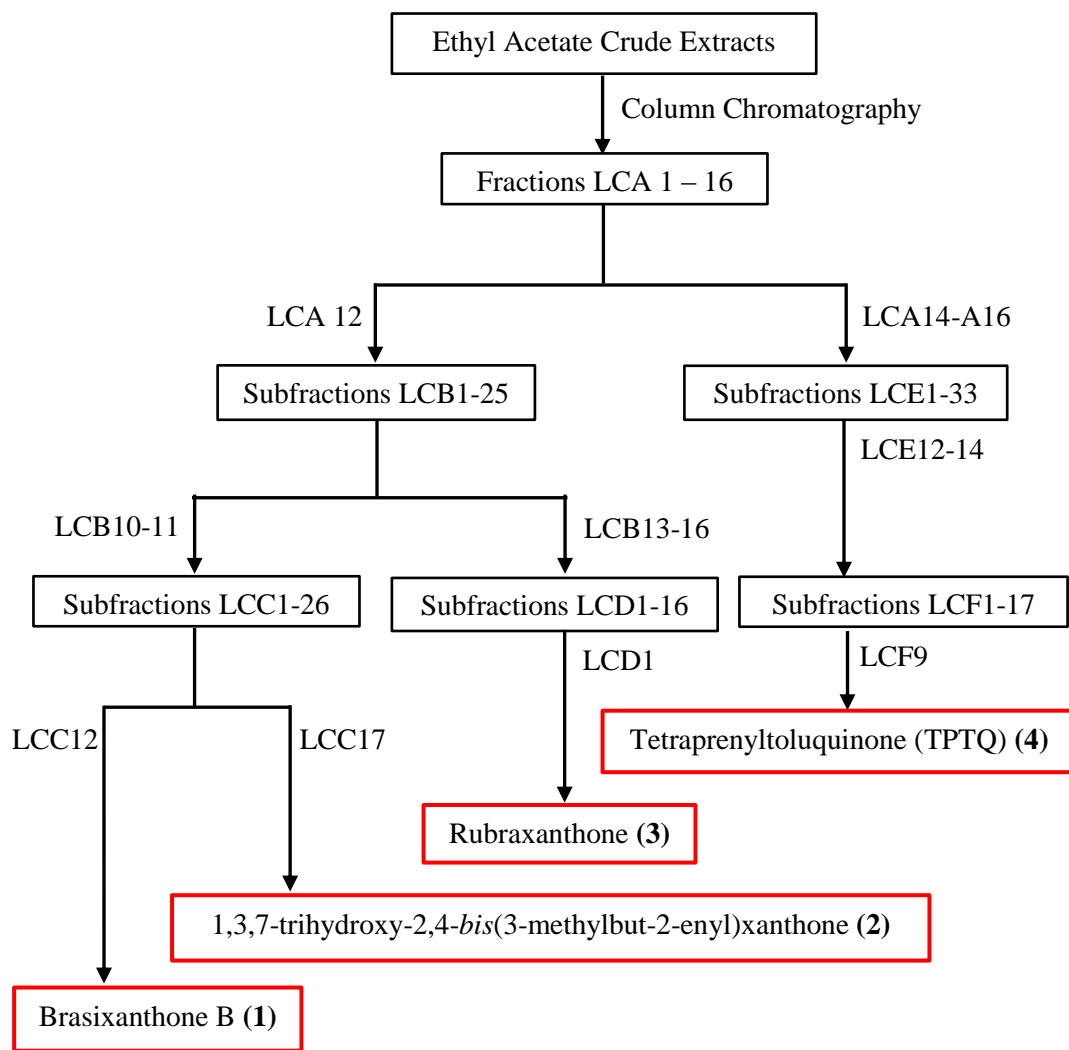 Ethyl Acetate Crude Extracts
Column Chromatography
Fractions LCA 1 – 16
LCA 12
LCA14-A16
Subfractions LCB1-25
Subfractions LCE1-33
LCE12-14
LCB10-11
LCB13-16
Subfractions LCC1-26
Subfractions LCD1-16
Subfractions LCF1-17
LCD1
LCF9
LCC12
LCC17
Tetraprenyltoluquinone (TPTQ) (4)
Rubraxanthone (3)
1,3,7-trihydroxy-2,4-bis(3-methylbut-2-enyl)xanthone (2)
Brasixanthone B (1)